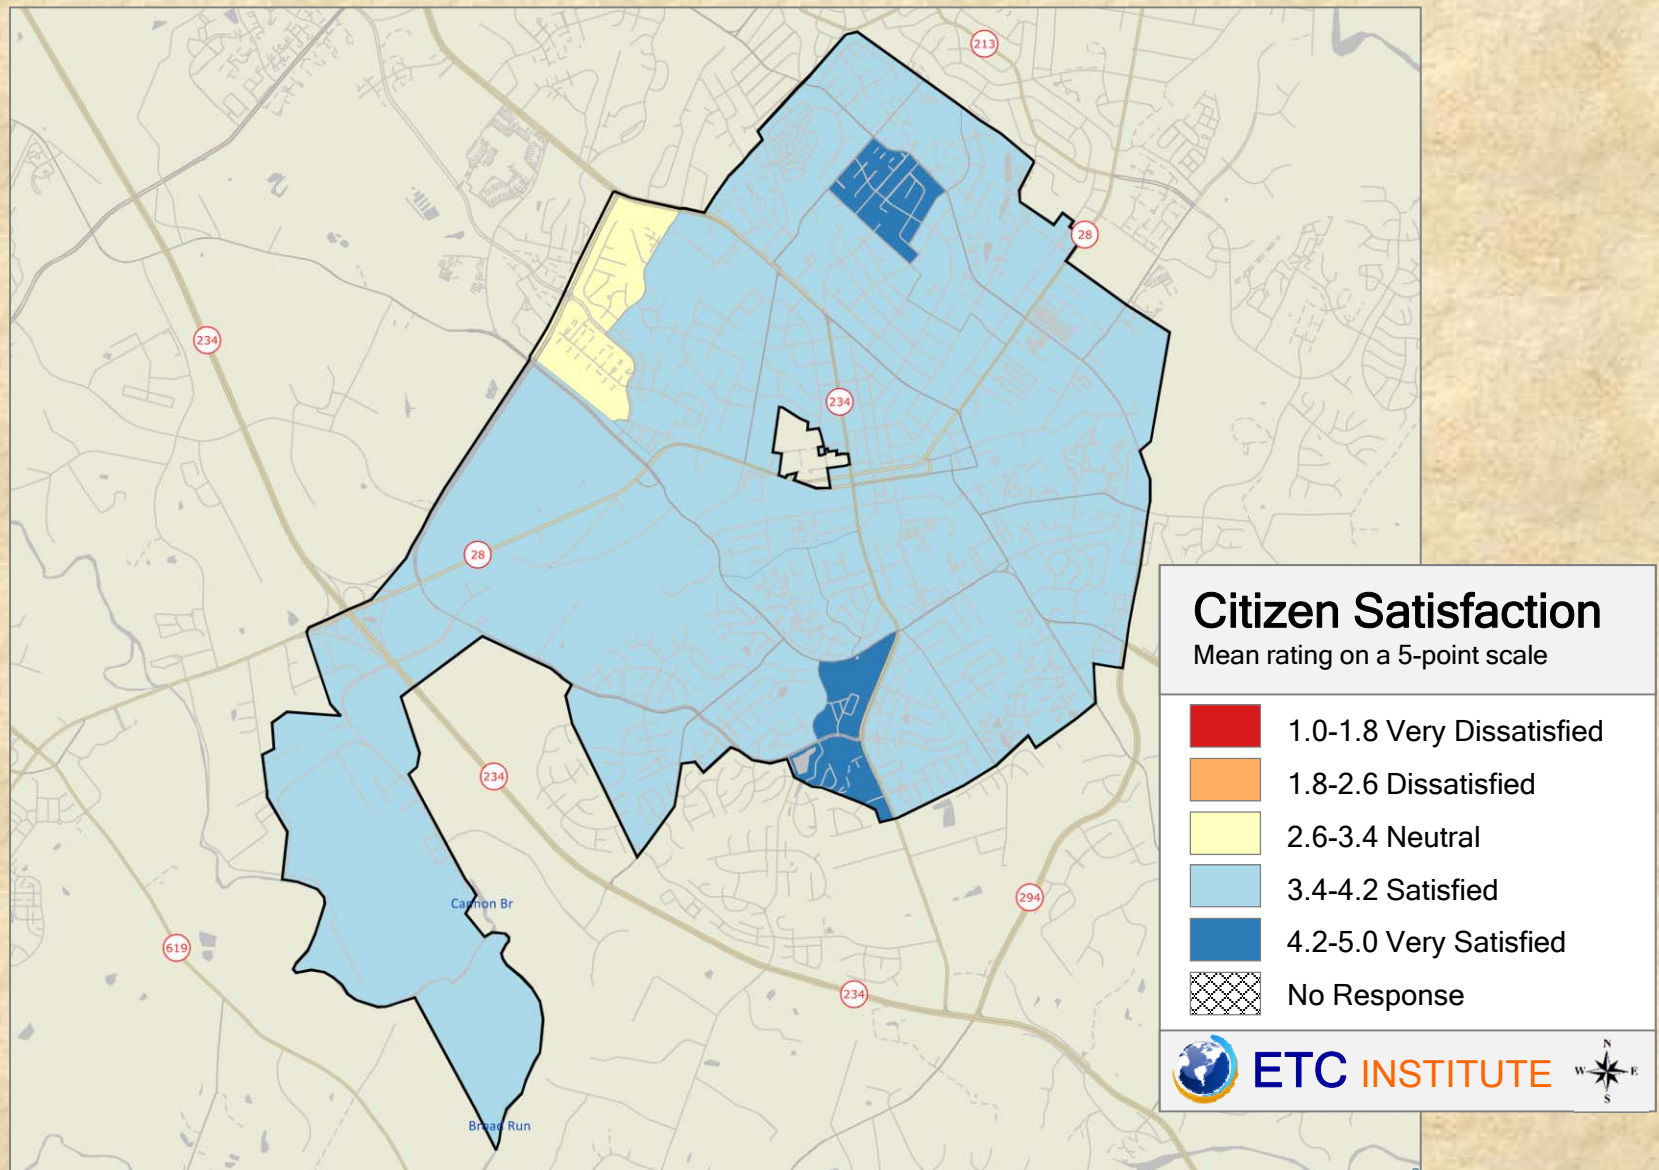 213
28
234
234
28
234
294
Cannon Br
619
234
Broad Run
Citizen Satisfaction
Mean rating on a 5-point scale
1.0-1.8 Very Dissatisfied
1.8-2.6 Dissatisfied
2.6-3.4 Neutral
3.4-4.2 Satisfied
4.2-5.0 Very Satisfied
No Response
ETC INSTITUTE
N
W E
S